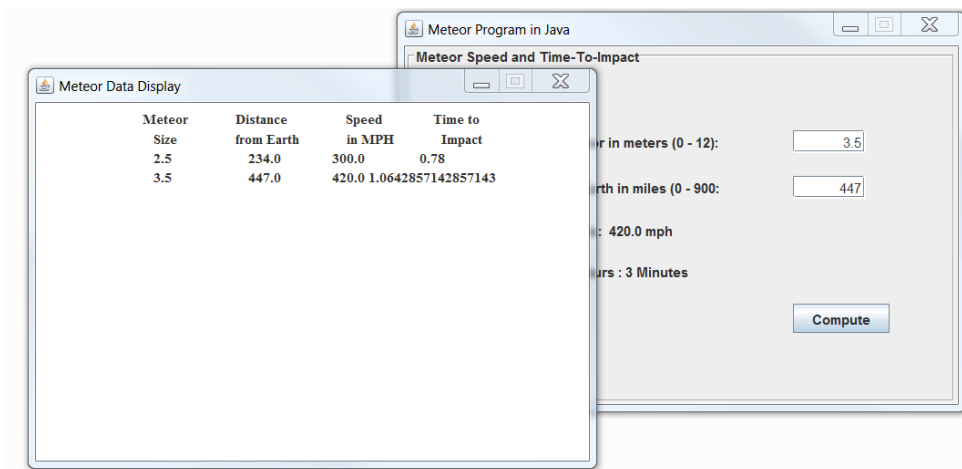 Meteor Program in Java
Meteor Speed and Time-To-Impact
Meteor Data Display
Meteor Distance Speed Time to
Size from Earth in MPH Impact
2.5 234.0 300.0 0.78
3.5 447.0 420.0 1.0642857142857143
in meters (0 - 12): 3.5
in miles (0 - 900: 447
420.0 mph
: 3 Minutes
Compute